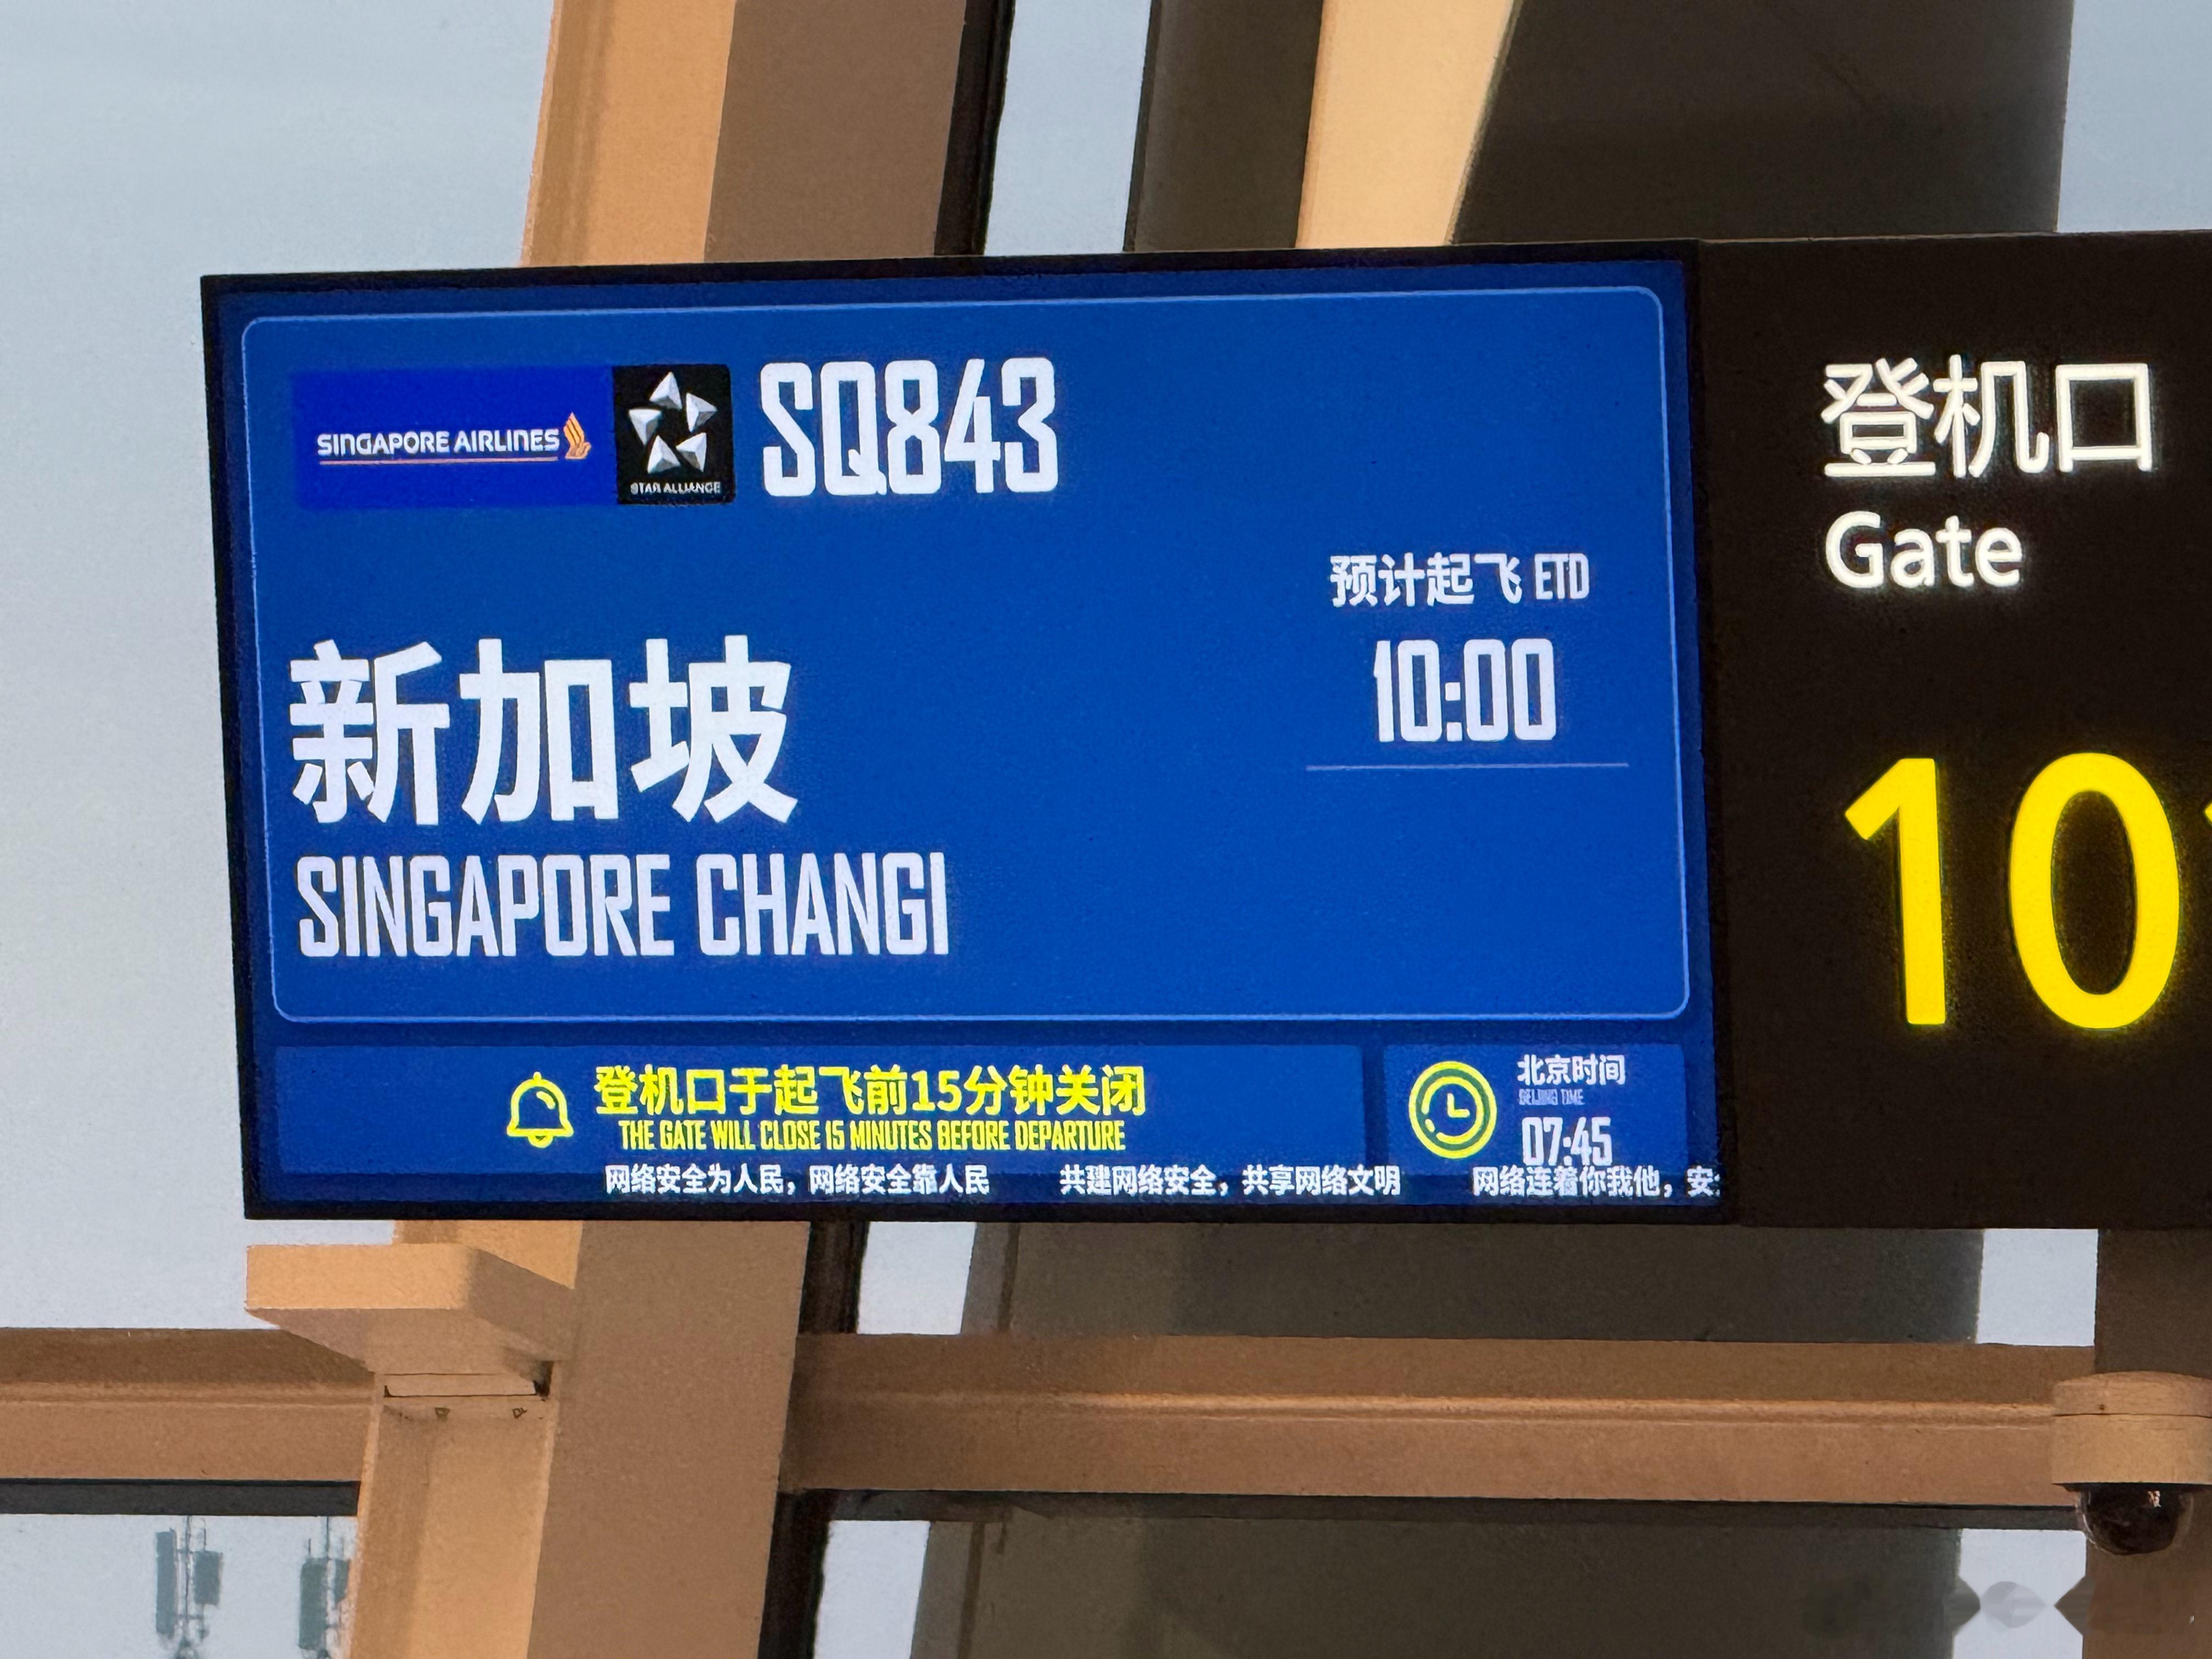 SINGAPORE AIRLINES
STAR ALLIANCE
SQ843
预计起飞 ETD
10:00
新加坡
SINGAPORE CHANGI
登机口于起飞前15分钟关闭
THE GATE WILL CLOSE 15 MINUTES BEFORE DEPARTURE
北京时间
BEIJING TIME
07:45
网络安全为人民，网络安全靠人民 共建网络安全，共享网络文明 网络连着你我他，安
登机口
Gate
10